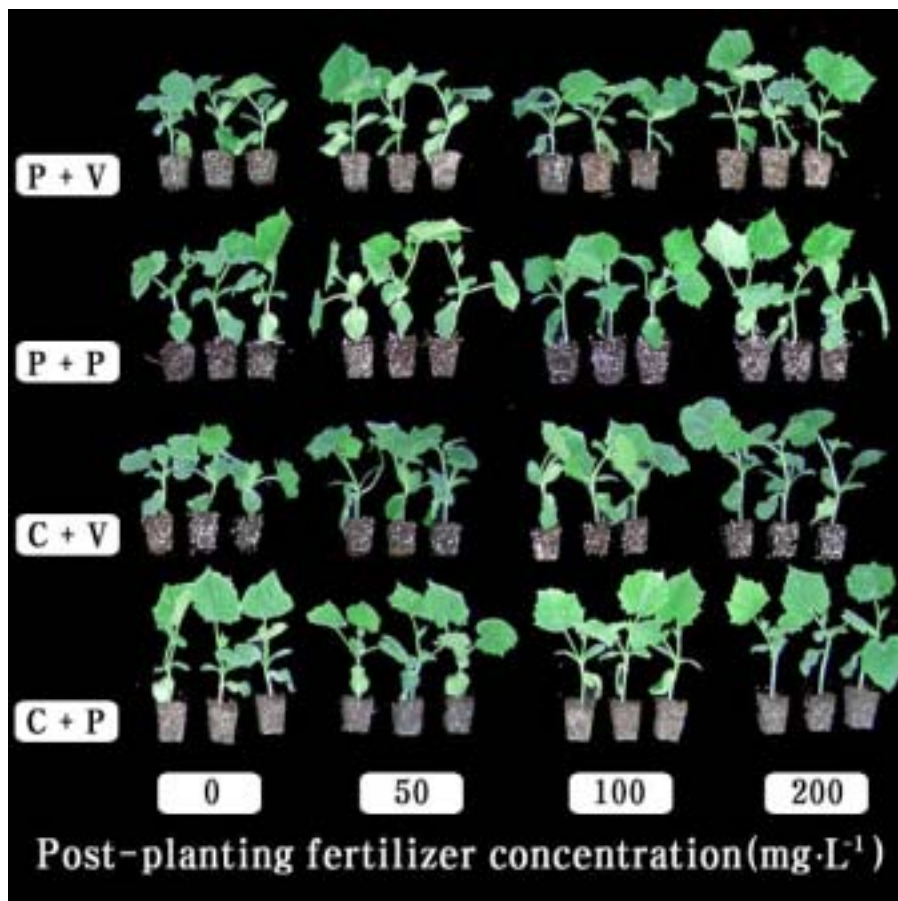 P + V
P + P
C + V
C + P
0 50 100 200
Post-planting fertilizer concentration(mg·L⁻¹)